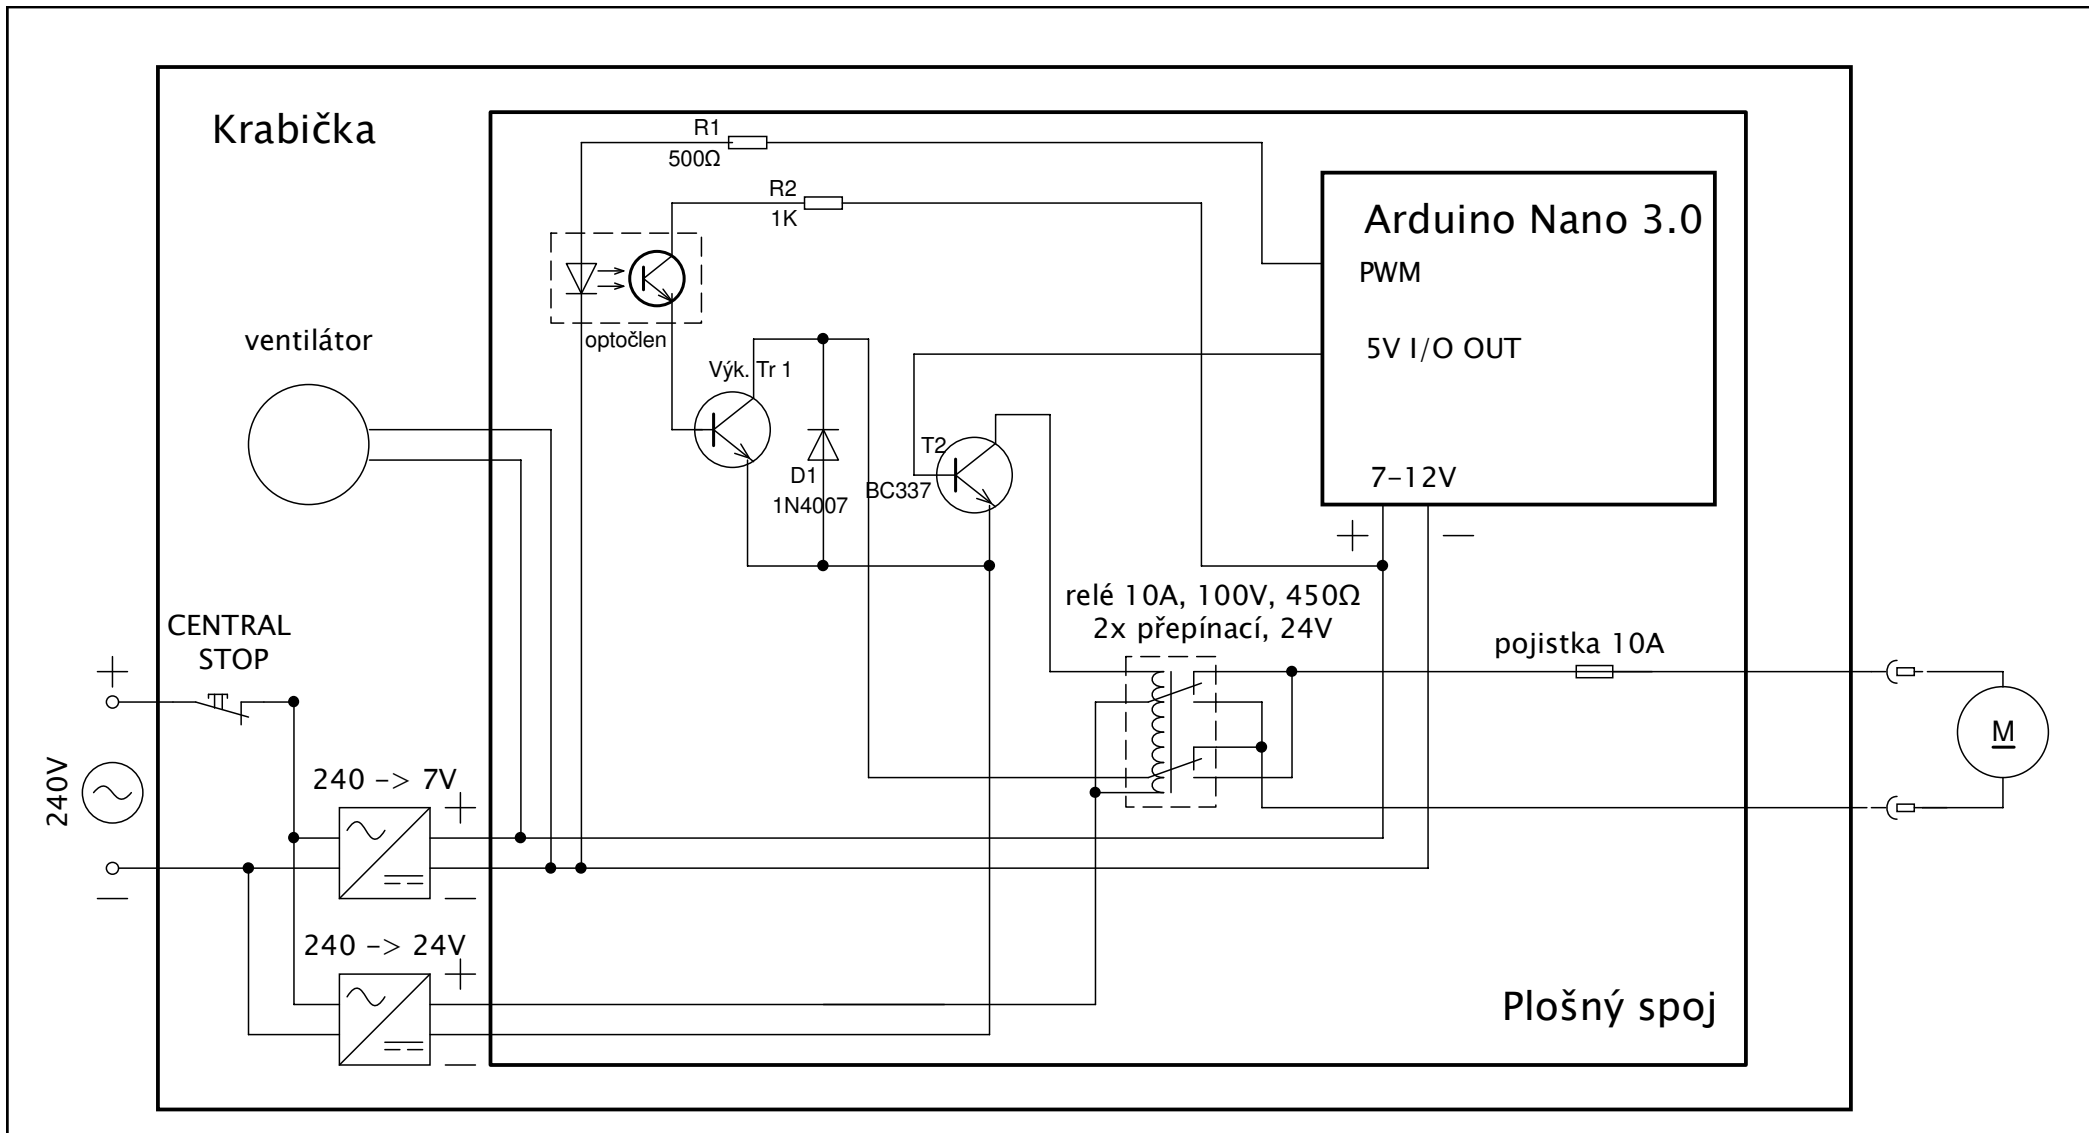 Krabička
R1
500Ω
R2
1K
Arduino Nano 3.0
PWM
5V I/O OUT
7–12V
+
—
optočlen
ventilátor
Výk. Tr 1
D1
1N4007
T2
BC337
relé 10A, 100V, 450Ω
2x přepínací, 24V
pojistka 10A
M
CENTRAL
STOP
+
240V
—
240 –> 7V
+
—
240 –> 24V
+
—
Plošný spoj